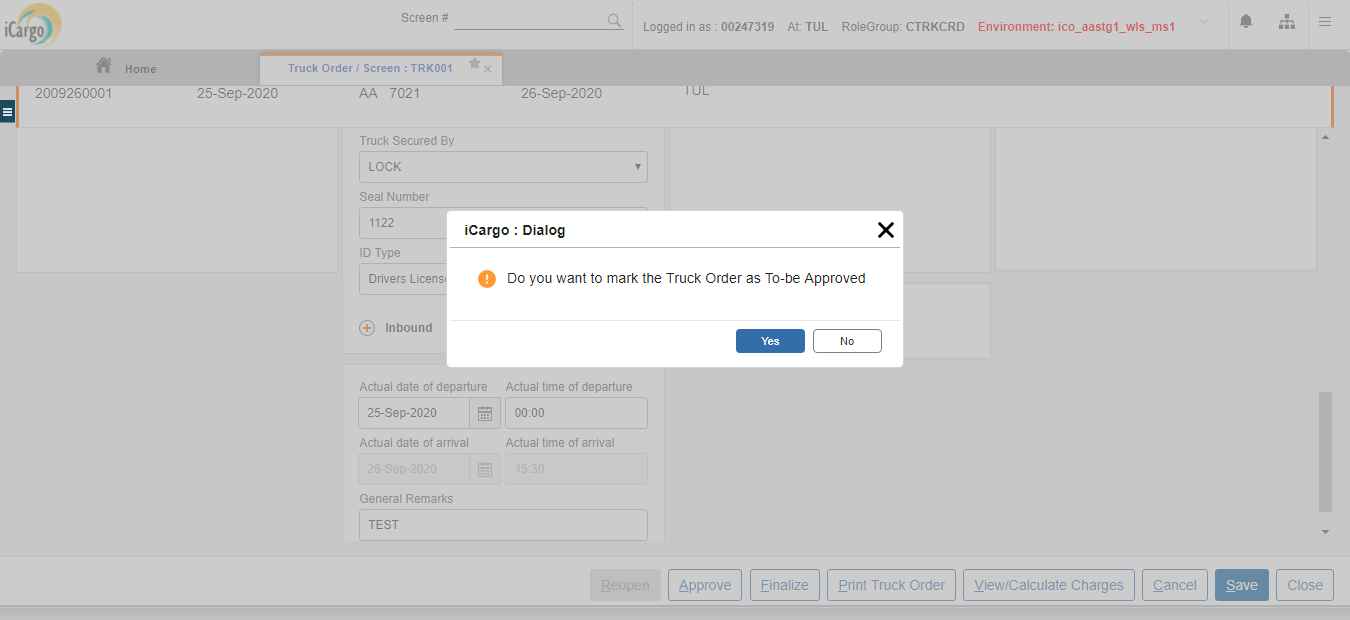 iCargo
Screen #
Logged in as : 00247319 At: TUL RoleGroup: CTRKCRD Environment: ico_aastg1_wls_ms1
Home
Truck Order / Screen : TRK001
2009260001 25-Sep-2020 AA 7021 26-Sep-2020 TUL
Truck Secured By
LOCK
Seal Number
1122
ID Type
Drivers License
Inbound
iCargo : Dialog
Do you want to mark the Truck Order as To-be Approved
Yes No
Actual date of departure Actual time of departure
25-Sep-2020 00:00
Actual date of arrival Actual time of arrival
26-Sep-2020 15:30
General Remarks
TEST
Reopen Approve Finalize Print Truck Order View/Calculate Charges Cancel Save Close